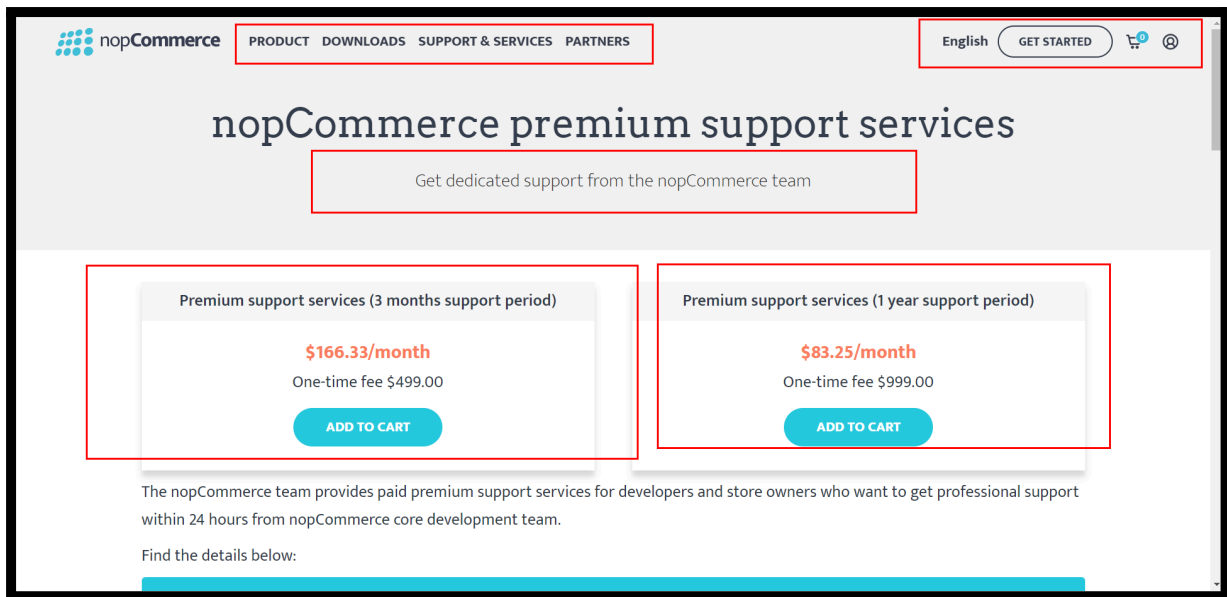 nopCommerce PRODUCT DOWNLOADS SUPPORT & SERVICES PARTNERS English GET STARTED 0
nopCommerce premium support services
Get dedicated support from the nopCommerce team
Premium support services (3 months support period)
$166.33/month
One-time fee $499.00
ADD TO CART
Premium support services (1 year support period)
$83.25/month
One-time fee $999.00
ADD TO CART
The nopCommerce team provides paid premium support services for developers and store owners who want to get professional support
within 24 hours from nopCommerce core development team.
Find the details below: